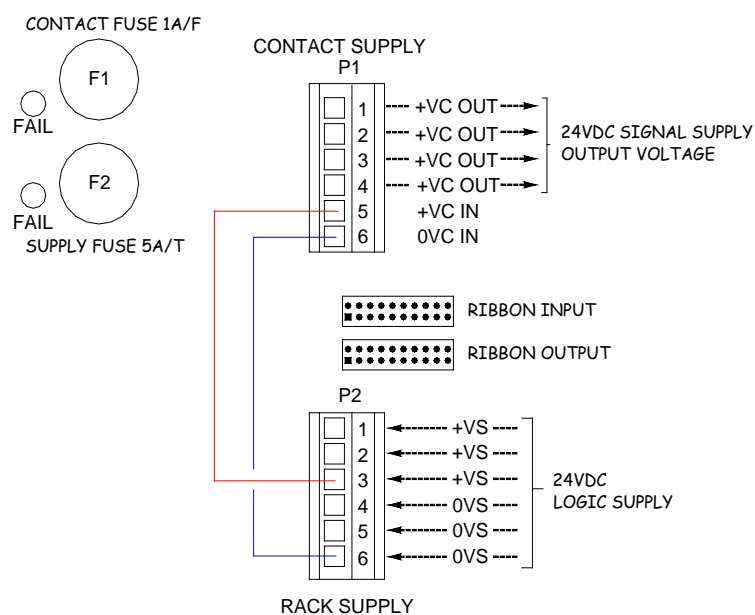 CONTACT FUSE 1A/F
F1
FAIL
F2
FAIL
SUPPLY FUSE 5A/T
CONTACT SUPPLY
P1
1 +VC OUT
2 +VC OUT
3 +VC OUT
4 +VC OUT
5 +VC IN
6 0VC IN
24VDC SIGNAL SUPPLY
OUTPUT VOLTAGE
RIBBON INPUT
RIBBON OUTPUT
P2
1 +VS
2 +VS
3 +VS
4 0VS
5 0VS
6 0VS
24VDC
LOGIC SUPPLY
RACK SUPPLY